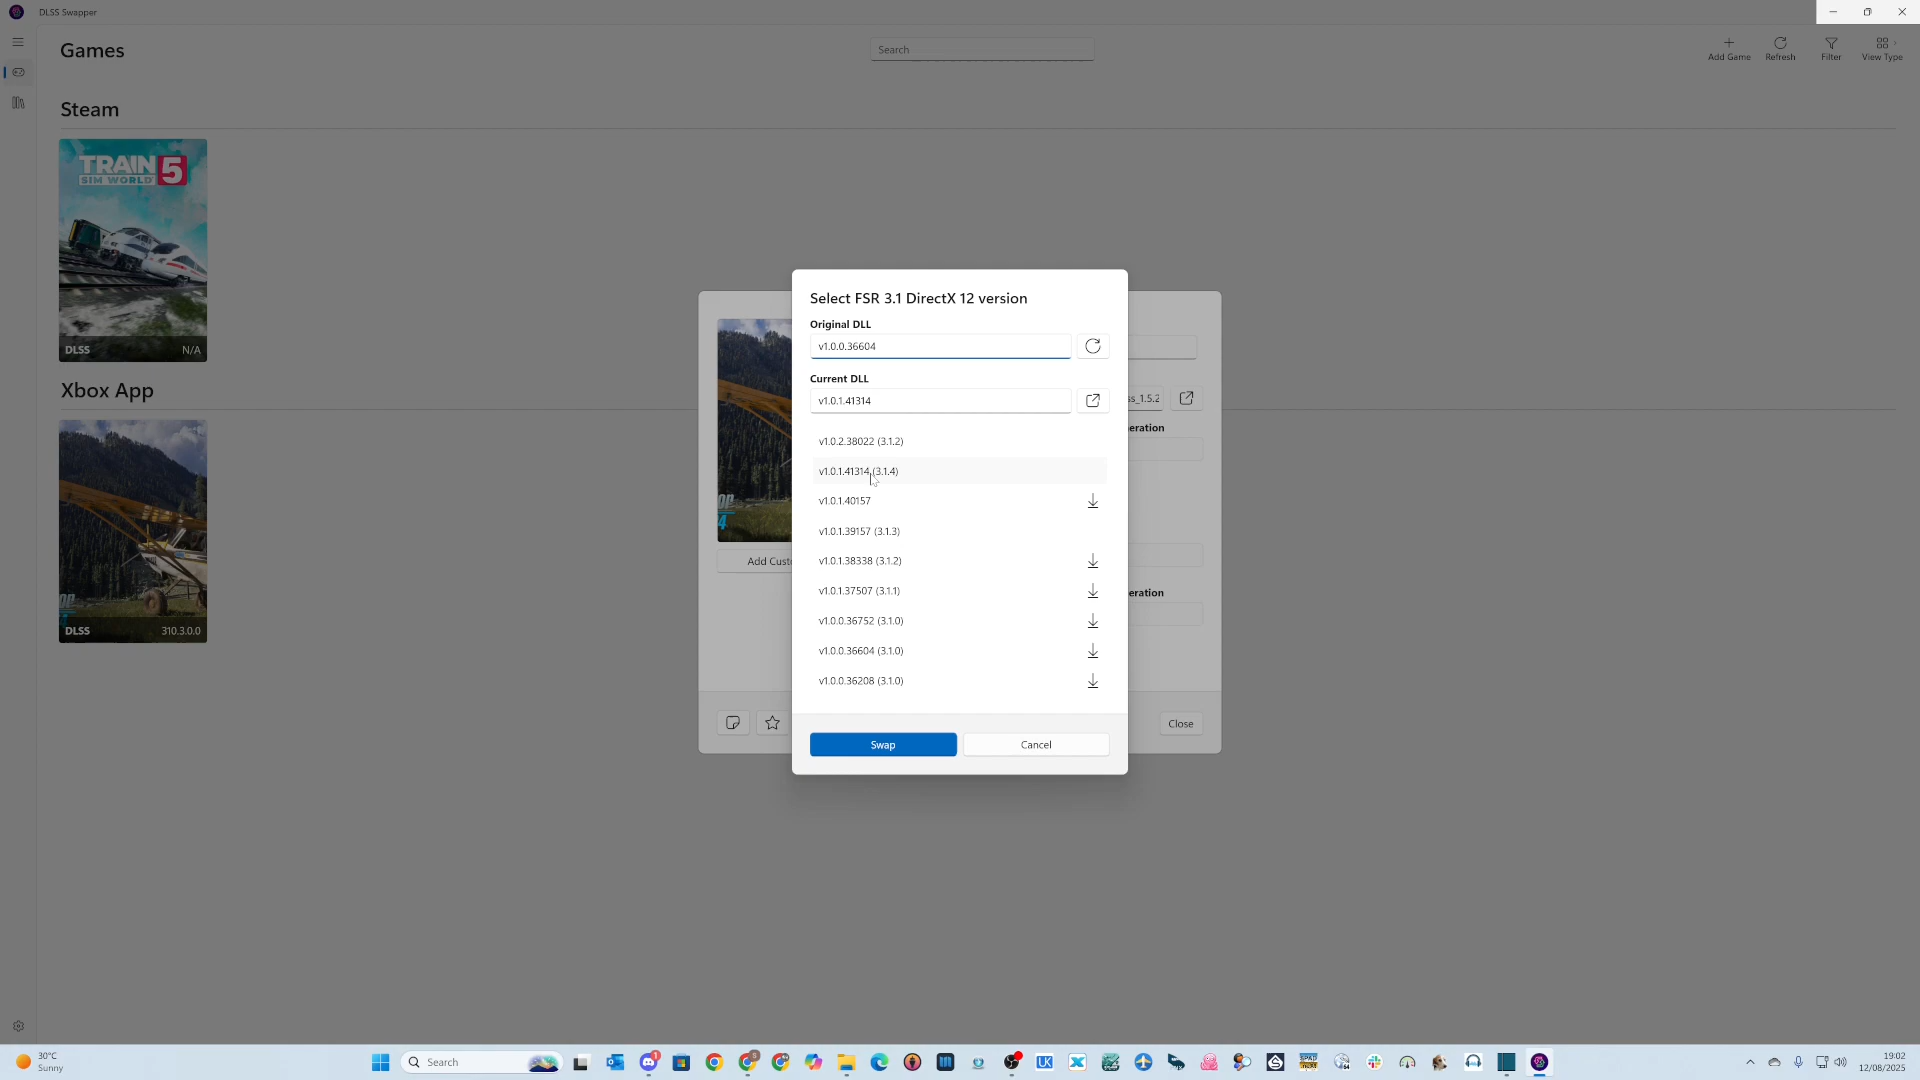 DLSS Swapper
Games
Search
Add Game
Refresh
Filter
View Type
Steam
TRAIN 5
SIM WORLD
DLSS N/A
Xbox App
DLSS 310.3.0.0
Select FSR 3.1 DirectX 12 version
Original DLL
v1.0.0.36604
Current DLL
v1.0.1.41314
v1.0.2.38022 (3.1.2)
v1.0.1.41314 (3.1.4)
v1.0.1.40157
v1.0.1.39157 (3.1.3)
v1.0.1.38338 (3.1.2)
v1.0.1.37507 (3.1.1)
v1.0.0.36752 (3.1.0)
v1.0.0.36604 (3.1.0)
v1.0.0.36208 (3.1.0)
Swap
Cancel
ss_1.5.2
eration
eration
Add Cust
Close
30°C
Sunny
Search
19:02
12/08/2025